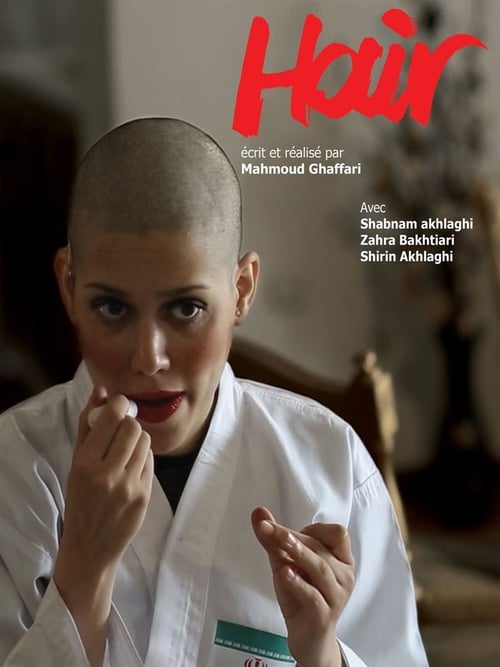 Hair
écrit et réalisé par
Mahmoud Ghaffari
Avec
Shabnam akhlaghi
Zahra Bakhtiari
Shirin Akhlaghi